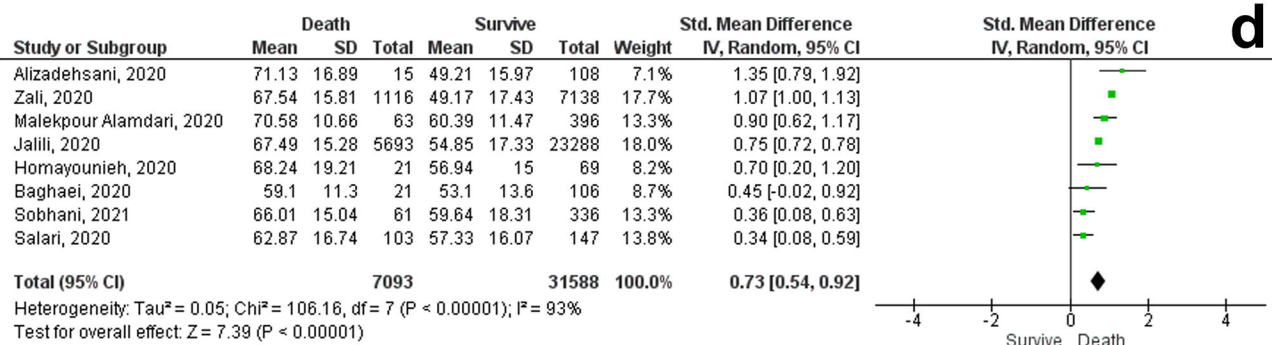 Death Survive Std. Mean Difference Std. Mean Difference d
Study or Subgroup Mean SD Total Mean SD Total Weight IV, Random, 95% CI IV, Random, 95% CI
Alizadehsani, 2020 71.13 16.89 15 49.21 15.97 108 7.1% 1.35 [0.79, 1.92]
Zali, 2020 67.54 15.81 1116 49.17 17.43 7138 17.7% 1.07 [1.00, 1.13]
Malekpour Alamdari, 2020 70.58 10.66 63 60.39 11.47 396 13.3% 0.90 [0.62, 1.17]
Jalili, 2020 67.49 15.28 5693 54.85 17.33 23288 18.0% 0.75 [0.72, 0.78]
Homayounieh, 2020 68.24 19.21 21 56.94 15 69 8.2% 0.70 [0.20, 1.20]
Baghaei, 2020 59.1 11.3 21 53.1 13.6 106 8.7% 0.45 [-0.02, 0.92]
Sobhani, 2021 66.01 15.04 61 59.64 18.31 336 13.3% 0.36 [0.08, 0.63]
Salari, 2020 62.87 16.74 103 57.33 16.07 147 13.8% 0.34 [0.08, 0.59]
Total (95% CI) 7093 31588 100.0% 0.73 [0.54, 0.92]
Heterogeneity: Tau² = 0.05; Chi² = 106.16, df = 7 (P < 0.00001); I² = 93%
Test for overall effect: Z = 7.39 (P < 0.00001)
-4 -2 0 2 4
Survive Death